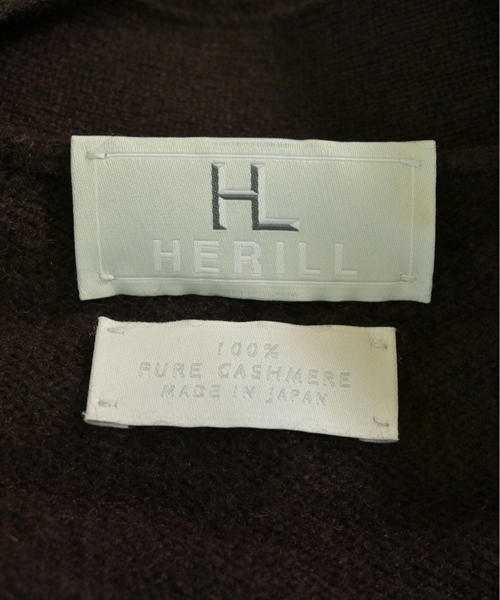 HL
HERILL
100%
PURE CASHMERE
MADE IN JAPAN